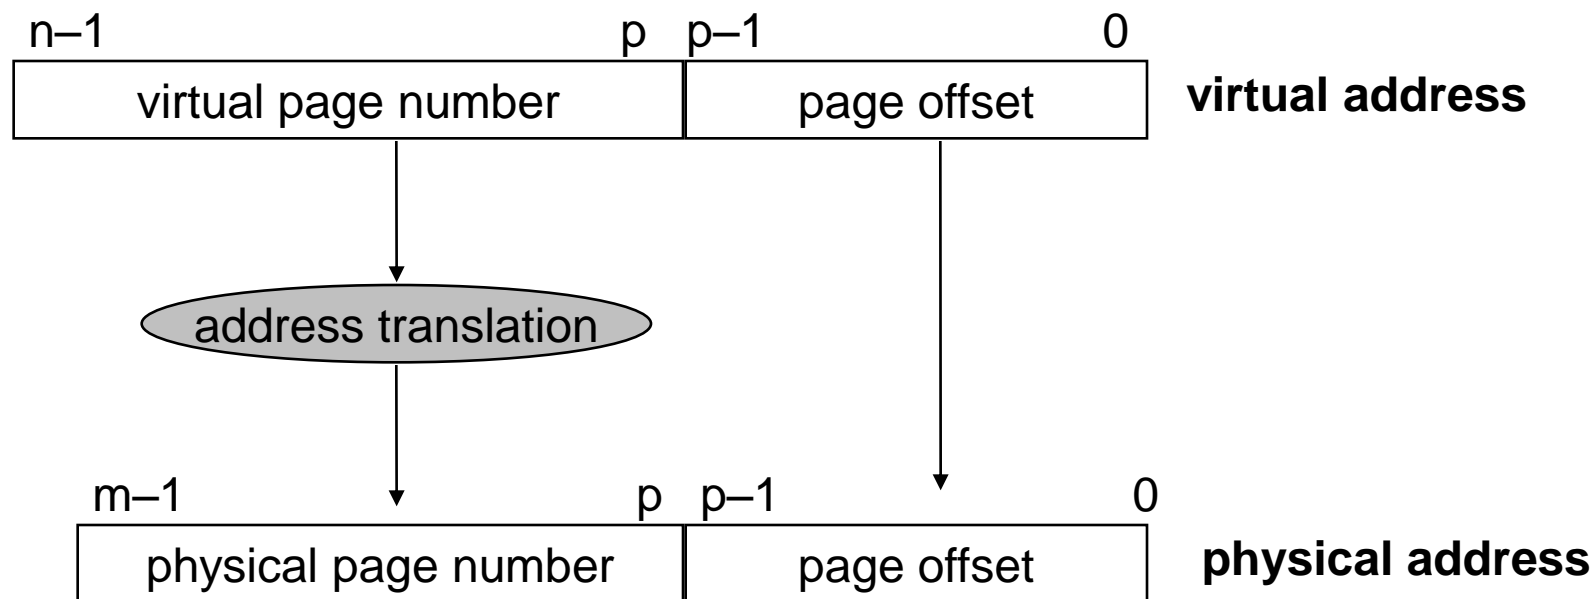 n–1 p p–1 0
virtual page number page offset virtual address
address translation
m–1 p p–1 0
physical page number page offset physical address